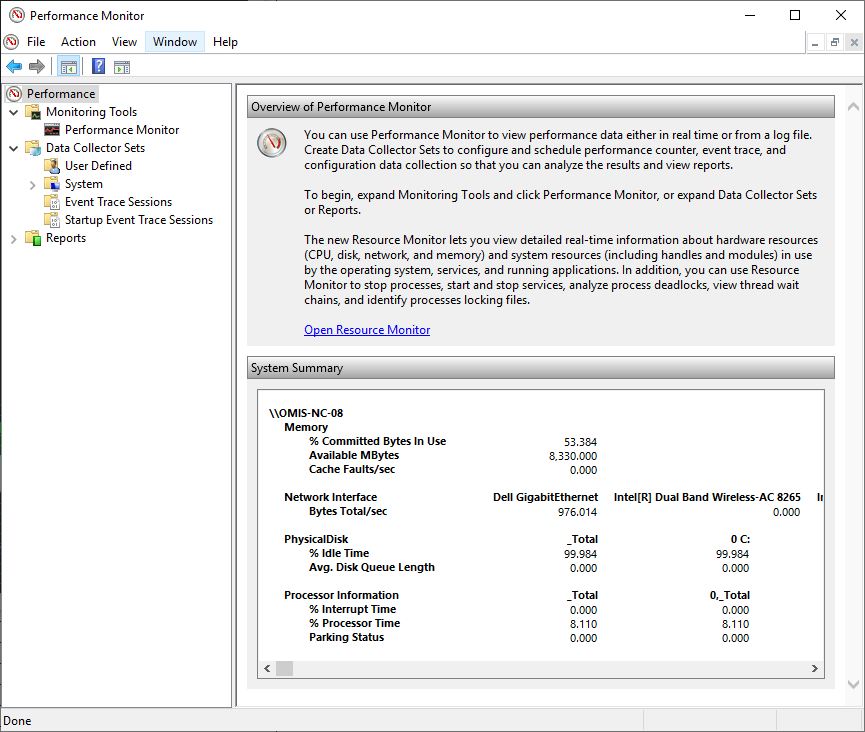 Performance Monitor
File Action View Window Help
Performance
Monitoring Tools
Performance Monitor
Data Collector Sets
User Defined
System
Event Trace Sessions
Startup Event Trace Sessions
Reports
Overview of Performance Monitor
You can use Performance Monitor to view performance data either in real time or from a log file.
Create Data Collector Sets to configure and schedule performance counter, event trace, and
configuration data collection so that you can analyze the results and view reports.
To begin, expand Monitoring Tools and click Performance Monitor, or expand Data Collector Sets
or Reports.
The new Resource Monitor lets you view detailed real-time information about hardware resources
(CPU, disk, network, and memory) and system resources (including handles and modules) in use
by the operating system, services, and running applications. In addition, you can use Resource
Monitor to stop processes, start and stop services, analyze process deadlocks, view thread wait
chains, and identify processes locking files.
Open Resource Monitor
System Summary
\\OMIS-NC-08
Memory
% Committed Bytes In Use 53.384
Available MBytes 8,330.000
Cache Faults/sec 0.000
Network Interface Dell GigabitEthernet Intel[R] Dual Band Wireless-AC 8265
Bytes Total/sec 976.014 0.000
PhysicalDisk _Total 0 C:
% Idle Time 99.984 99.984
Avg. Disk Queue Length 0.000 0.000
Processor Information _Total 0,_Total
% Interrupt Time 0.000 0.000
% Processor Time 8.110 8.110
Parking Status 0.000 0.000
Done